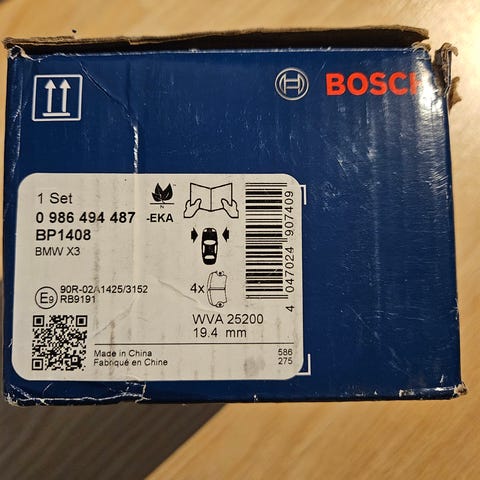 BOSCH
1 Set
0 986 494 487 -EKA
BP1408
BMW X3
N
4x
E9 90R-02A1425/3152
RB9191
WVA 25200
19.4 mm
Made in China
Fabriqué en Chine
586
275
4 047024 907409